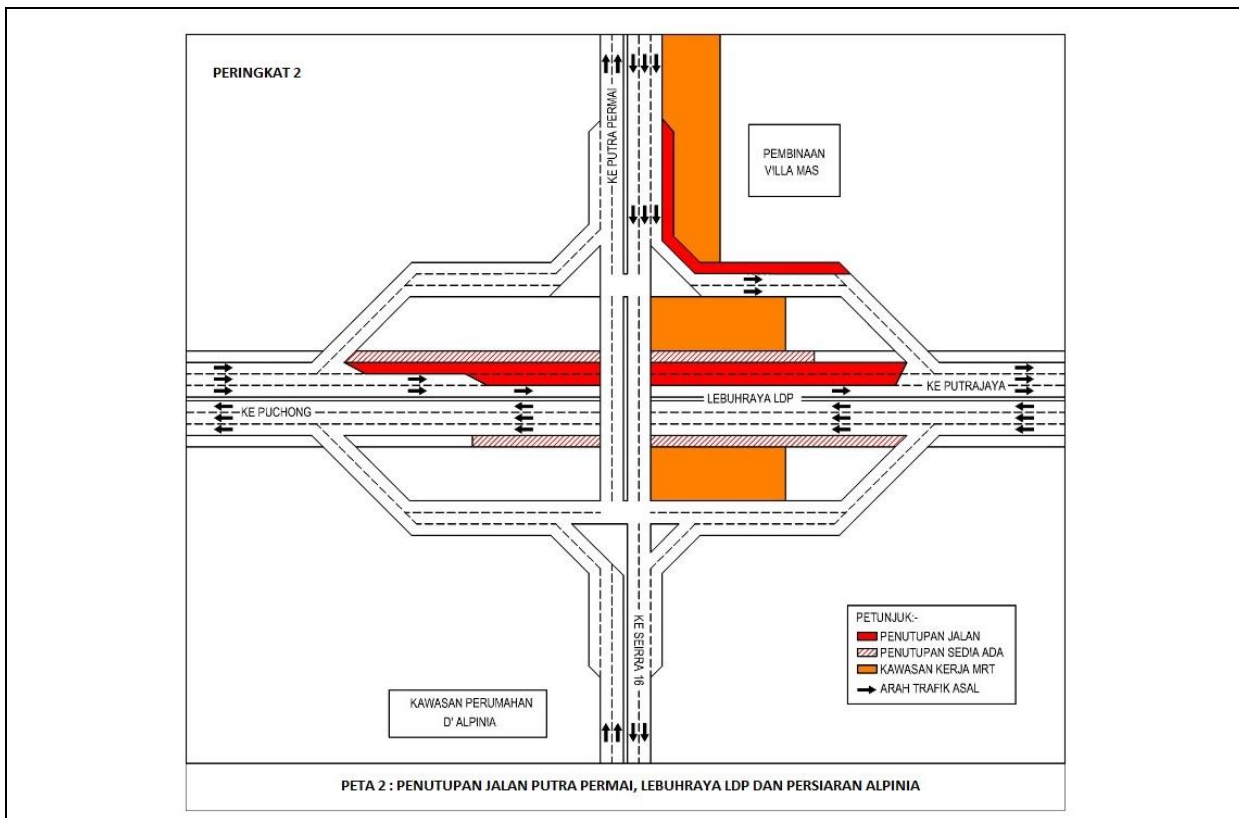 PERINGKAT 2
KE PUTRA PERMAI
PEMBINAAN
VILLA MAS
KE PUTRAJAYA
LEBUHRAYA LDP
KE PUCHONG
KE SEIRRA 16
PETUNJUK:-
PENUTUPAN JALAN
PENUTUPAN SEDIA ADA
KAWASAN KERJA MRT
ARAH TRAFIK ASAL
KAWASAN PERUMAHAN
D' ALPINIA
PETA 2 : PENUTUPAN JALAN PUTRA PERMAI, LEBUHRAYA LDP DAN PERSIARAN ALPINIA